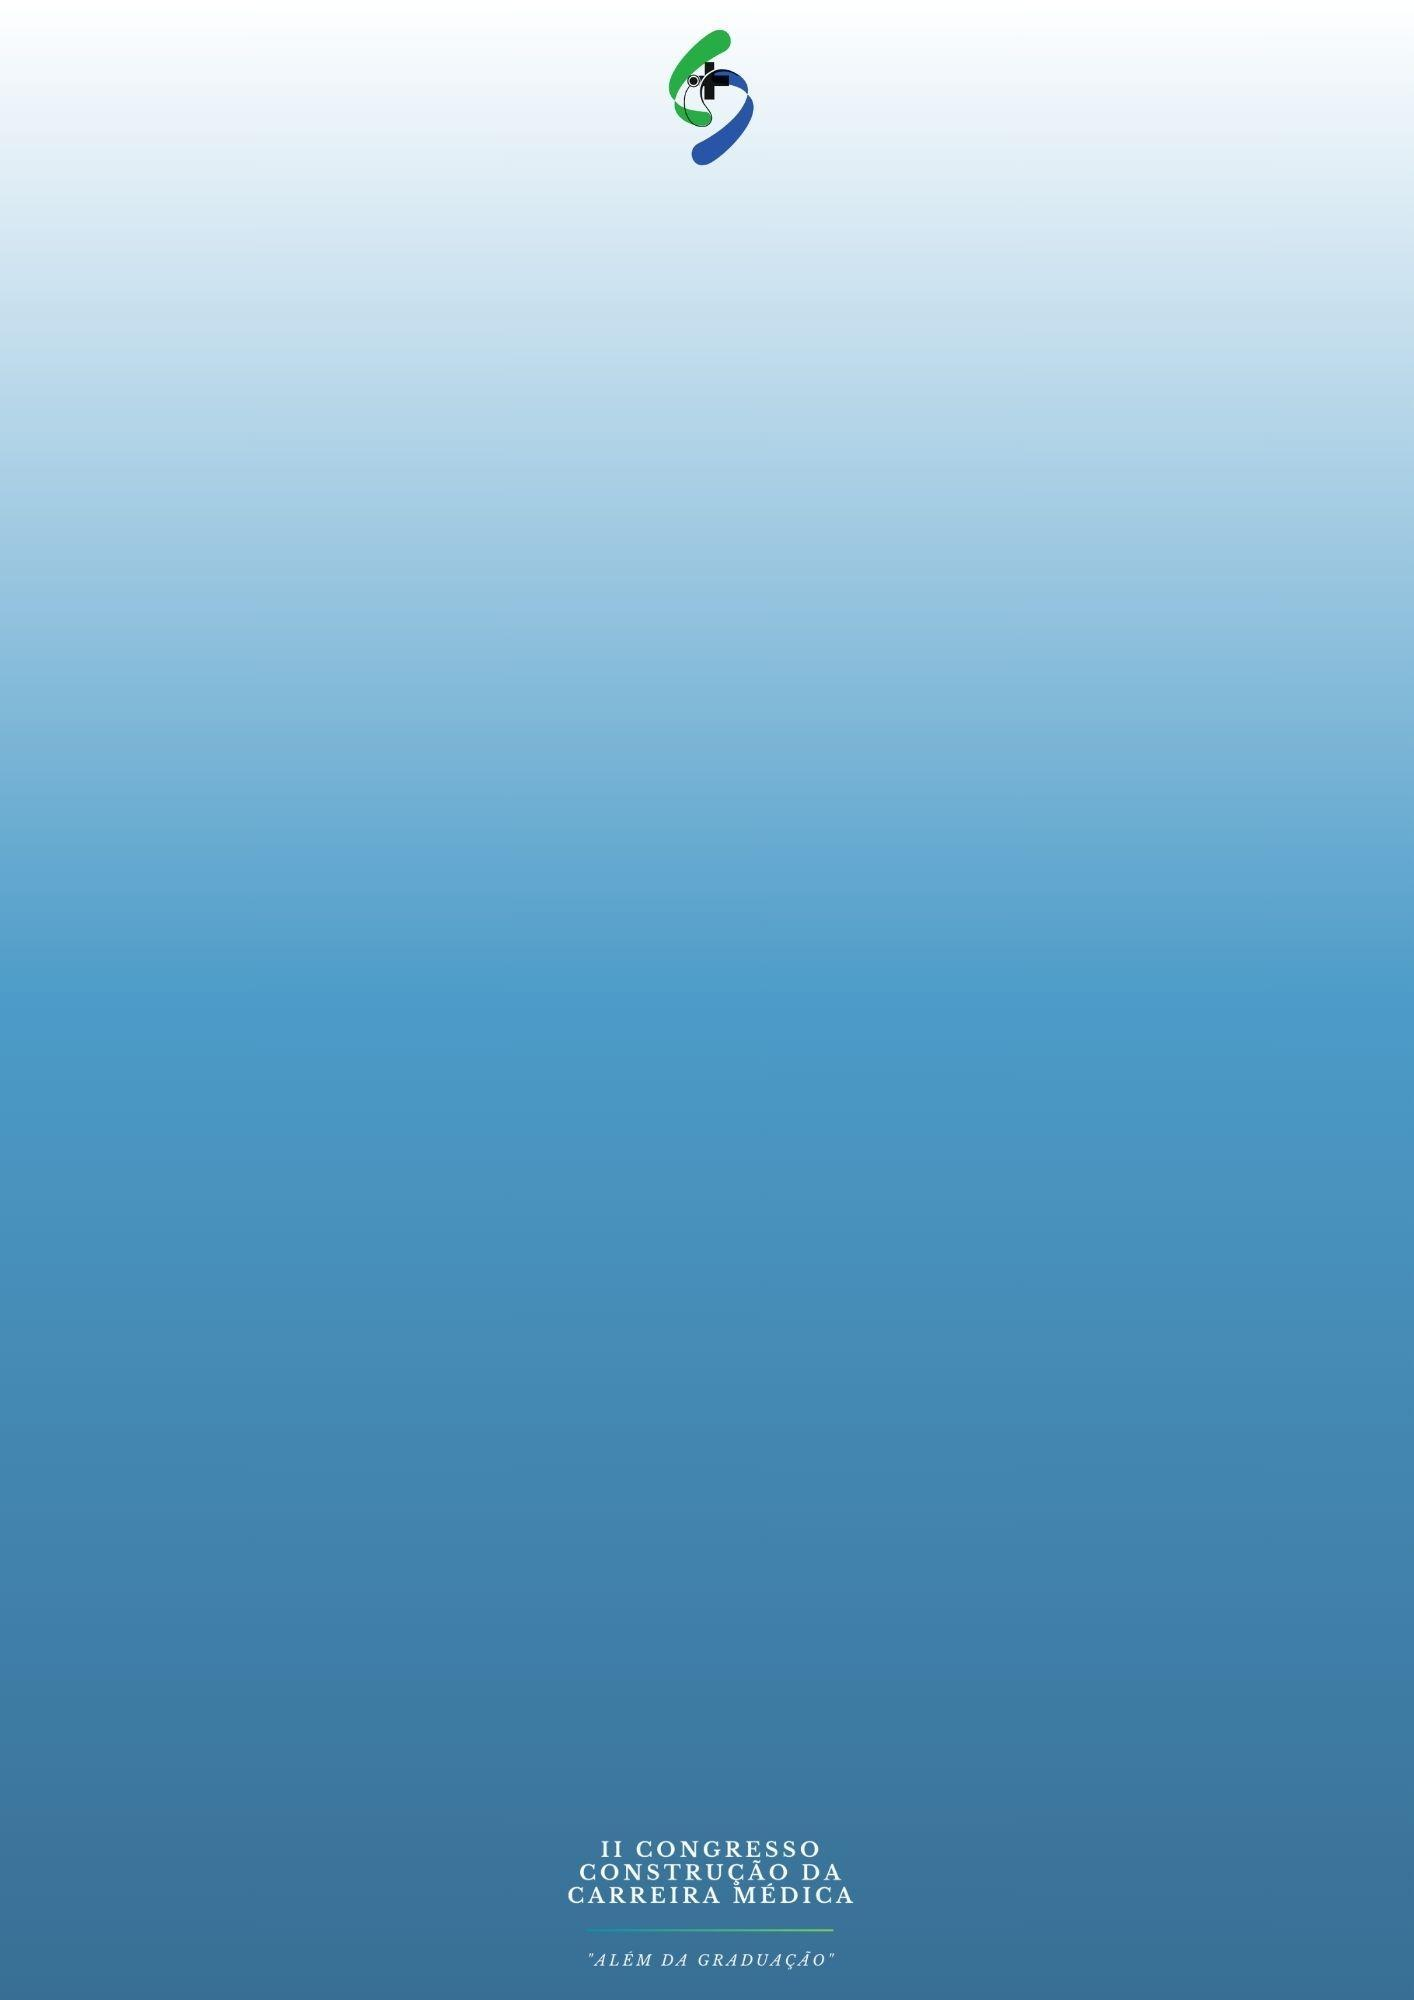 II CONGRESSO
CONSTRUÇÃO DA
CARREIRA MÉDICA
"ALÉM DA GRADUAÇÃO"